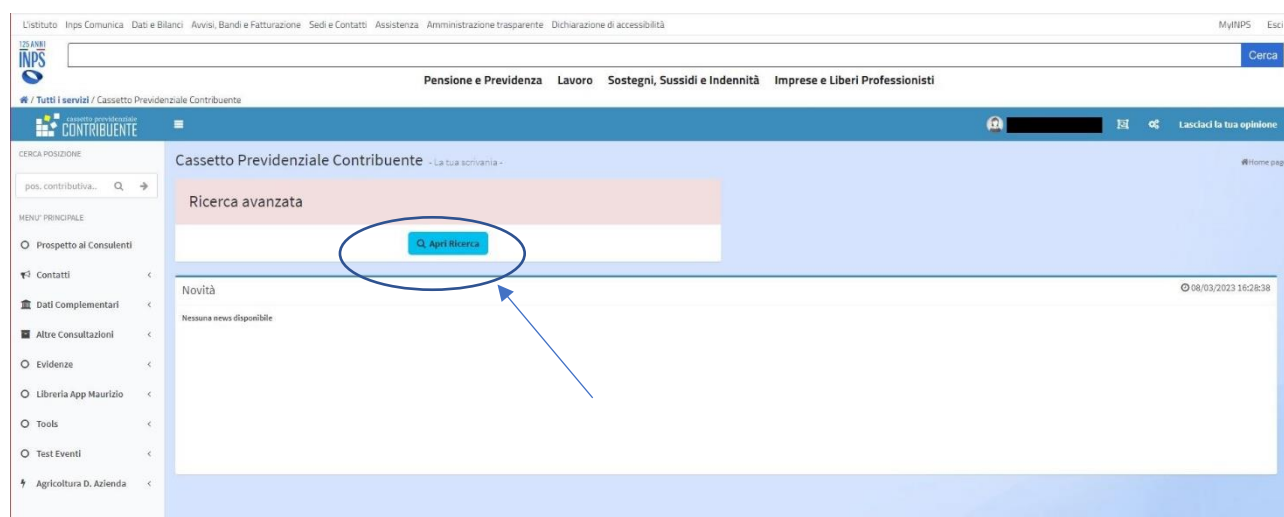 L'istituto Inps Comunica Dati e Bilanci Avvisi, Bandi e Fatturazione Sedi e Contatti Assistenza Amministrazione trasparente Dichiarazione di accessibilità MyINPS Esci
125 ANNI
INPS
Cerca
Pensione e Previdenza Lavoro Sostegni, Sussidi e Indennità Imprese e Liberi Professionisti
/ Tutti i servizi / Cassetto Previdenziale Contribuente
cassetto previdenziale
CONTRIBUENTE
Lasciaci la tua opinione
CERCA POSIZIONE
Cassetto Previdenziale Contribuente - La tua scrivania -
Home pag
pos. contributiva..
Ricerca avanzata
MENU' PRINCIPALE
Apri Ricerca
Prospetto ai Consulenti
Contatti
Novità
08/03/2023 16:28:38
Dati Complementari
Nessuna news disponibile
Altre Consultazioni
Evidenze
Libreria App Maurizio
Tools
Test Eventi
Agricoltura D. Azienda